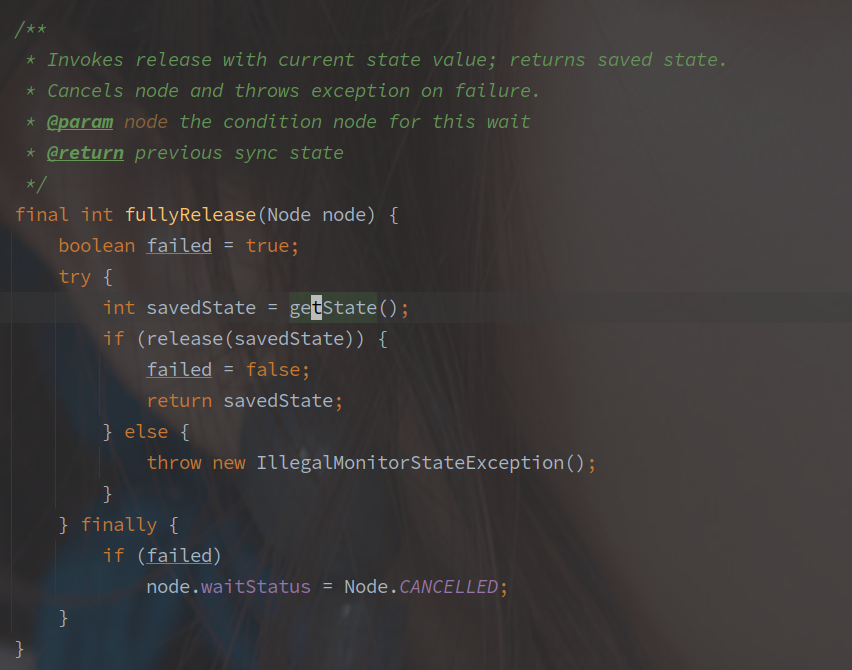 /**
 * Invokes release with current state value; returns saved state.
 * Cancels node and throws exception on failure.
 * @param node the condition node for this wait
 * @return previous sync state
 */
final int fullyRelease(Node node) {
    boolean failed = true;
    try {
        int savedState = getState();
        if (release(savedState)) {
            failed = false;
            return savedState;
        } else {
            throw new IllegalMonitorStateException();
        }
    } finally {
        if (failed)
            node.waitStatus = Node.CANCELLED;
    }
}